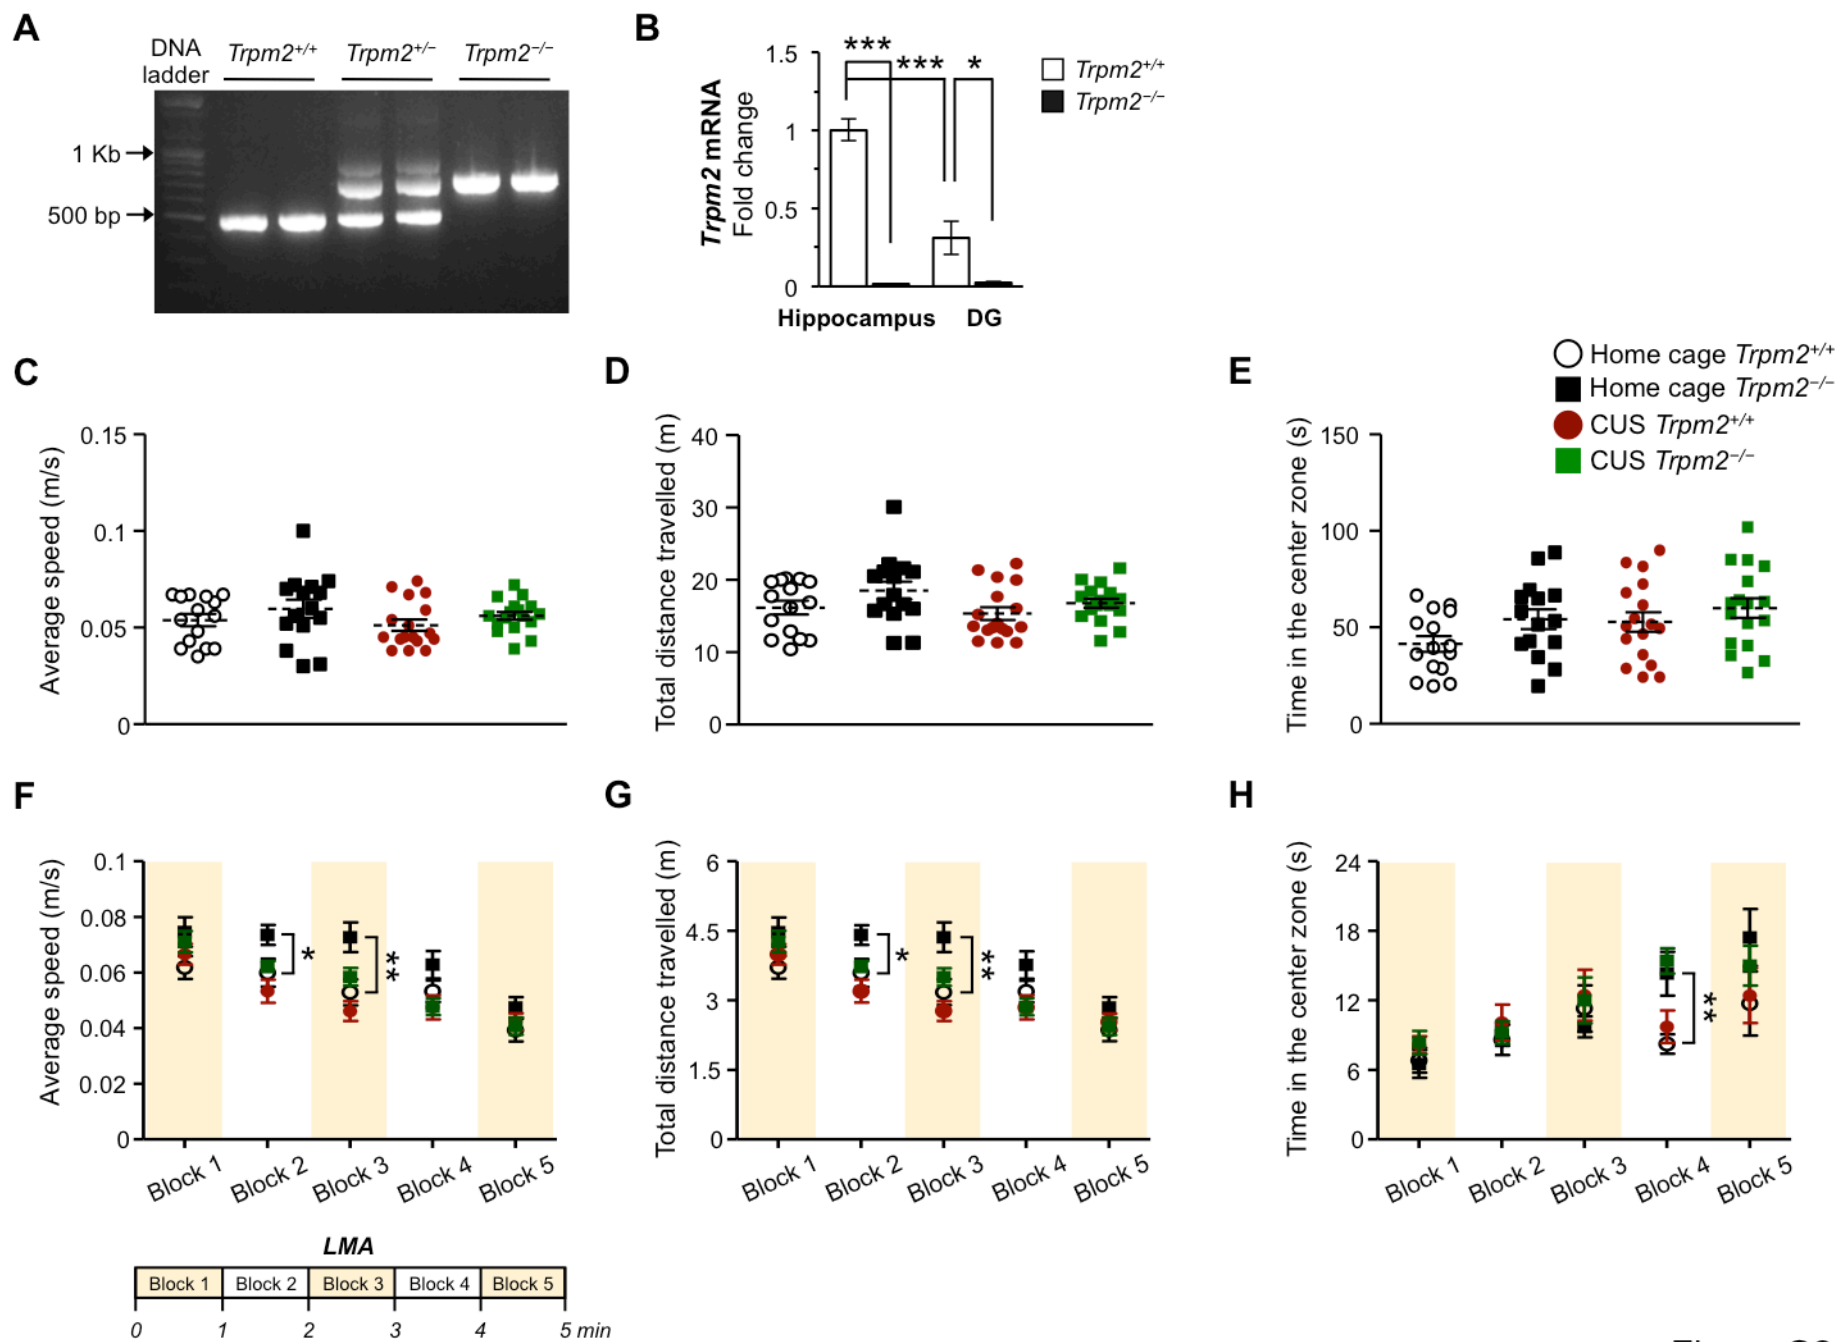 A
DNA
ladder
Trpm2+/+
Trpm2+/−
Trpm2−/−
1 Kb
500 bp
B
Trpm2 mRNA
Fold change
1.5
1
0.5
0
***
***
*
Hippocampus
DG
Trpm2+/+
Trpm2−/−
Home cage Trpm2+/+
Home cage Trpm2−/−
CUS Trpm2+/+
CUS Trpm2−/−
C
Average speed (m/s)
0.15
0.1
0.05
0
D
Total distance travelled (m)
40
30
20
10
0
E
Time in the center zone (s)
150
100
50
0
F
Average speed (m/s)
0.1
0.08
0.06
0.04
0.02
0
*
**
Block 1
Block 2
Block 3
Block 4
Block 5
G
Total distance travelled (m)
6
4.5
3
1.5
0
*
**
Block 1
Block 2
Block 3
Block 4
Block 5
H
Time in the center zone (s)
24
18
12
6
0
**
Block 1
Block 2
Block 3
Block 4
Block 5
LMA
Block 1
Block 2
Block 3
Block 4
Block 5
0
1
2
3
4
5 min